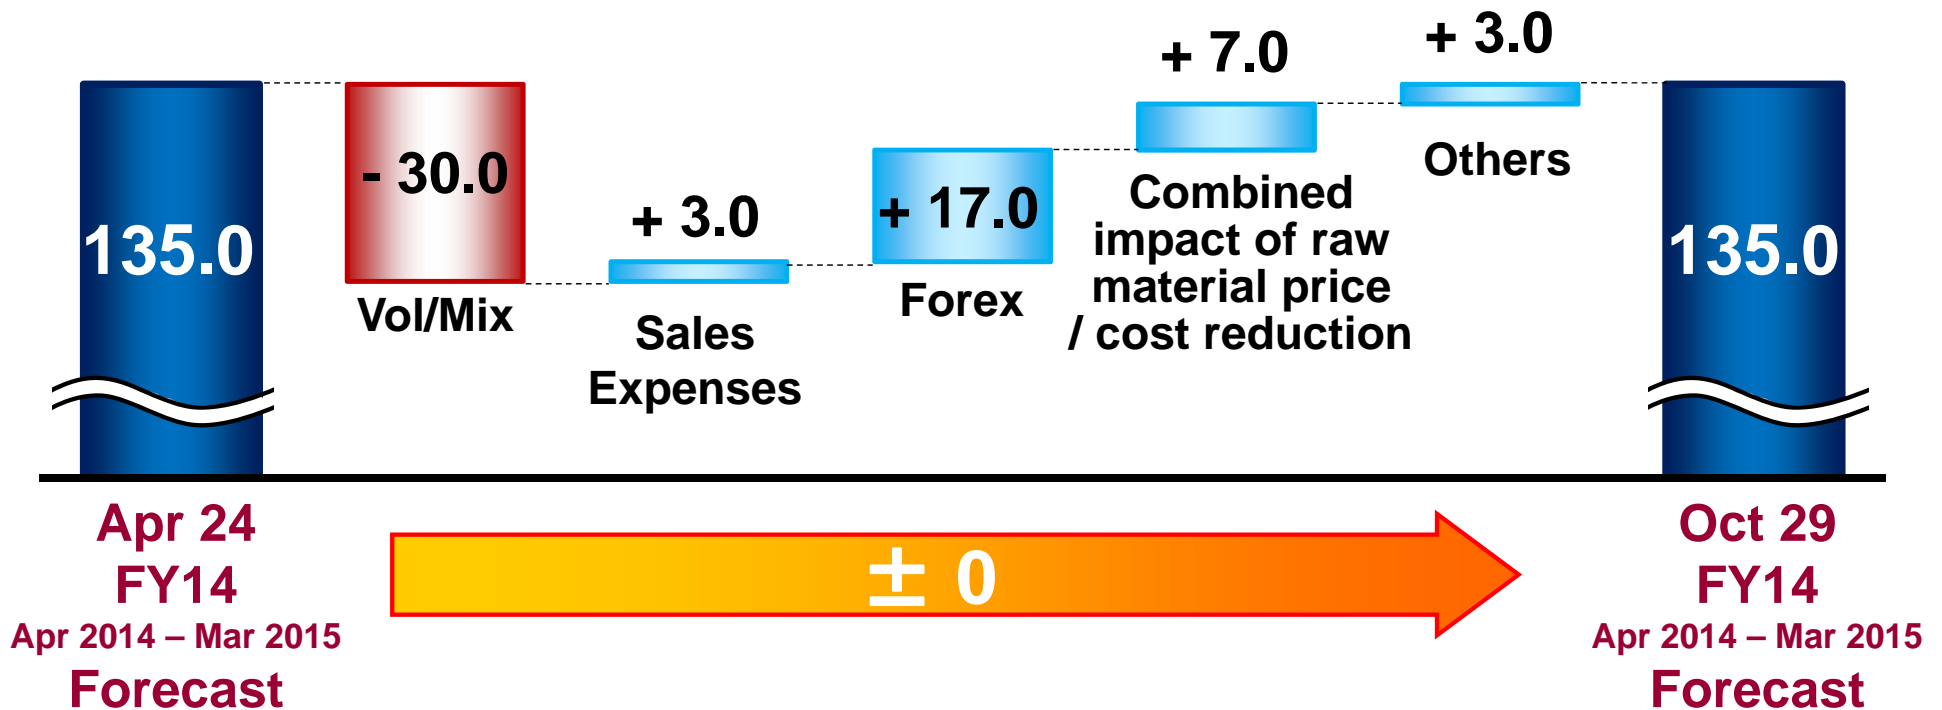 135.0
- 30.0
Vol/Mix
+ 3.0
Sales
Expenses
+ 17.0
Forex
+ 7.0
Combined
impact of raw
material price
/ cost reduction
+ 3.0
Others
135.0
Apr 24
FY14
Apr 2014 – Mar 2015
Forecast
± 0
Oct 29
FY14
Apr 2014 – Mar 2015
Forecast